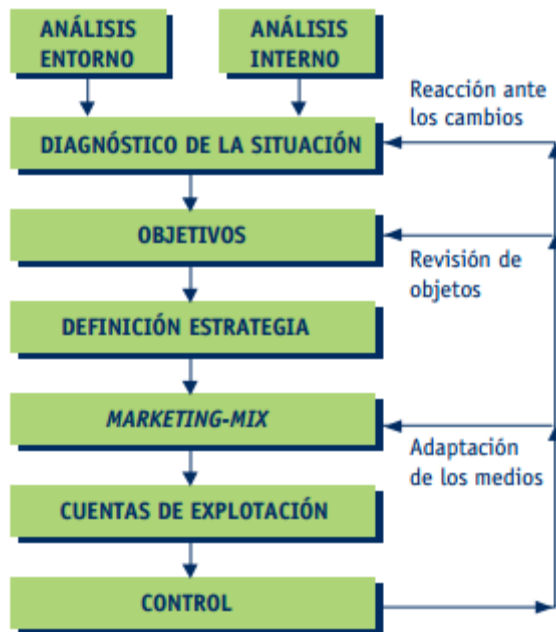 ANÁLISIS
ENTORNO
ANÁLISIS
INTERNO
Reacción ante
los cambios
DIAGNÓSTICO DE LA SITUACIÓN
OBJETIVOS
Revisión de
objetos
DEFINICIÓN ESTRATEGIA
MARKETING-MIX
Adaptación
de los medios
CUENTAS DE EXPLOTACIÓN
CONTROL